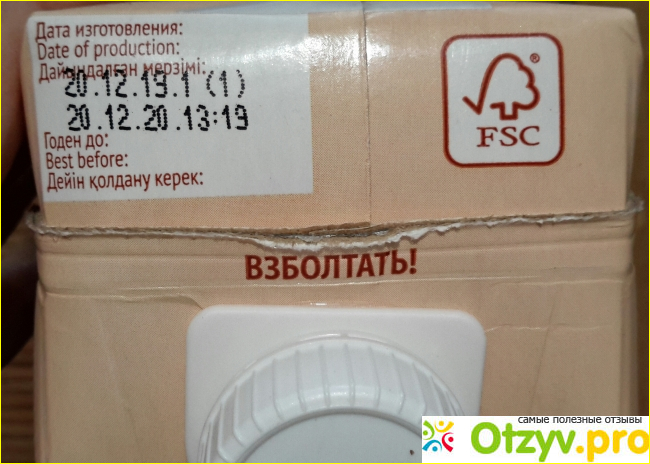 Дата изготовления:
Date of production:
Дайындалған мерзімі:
20.12.19.1 (1)
20.12.20.13:19
Годен до:
Best before:
Дейін қолдану керек:
®
FSC
ВЗБОЛТАТЬ!
самые полезные отзывы
Otzyv.pro